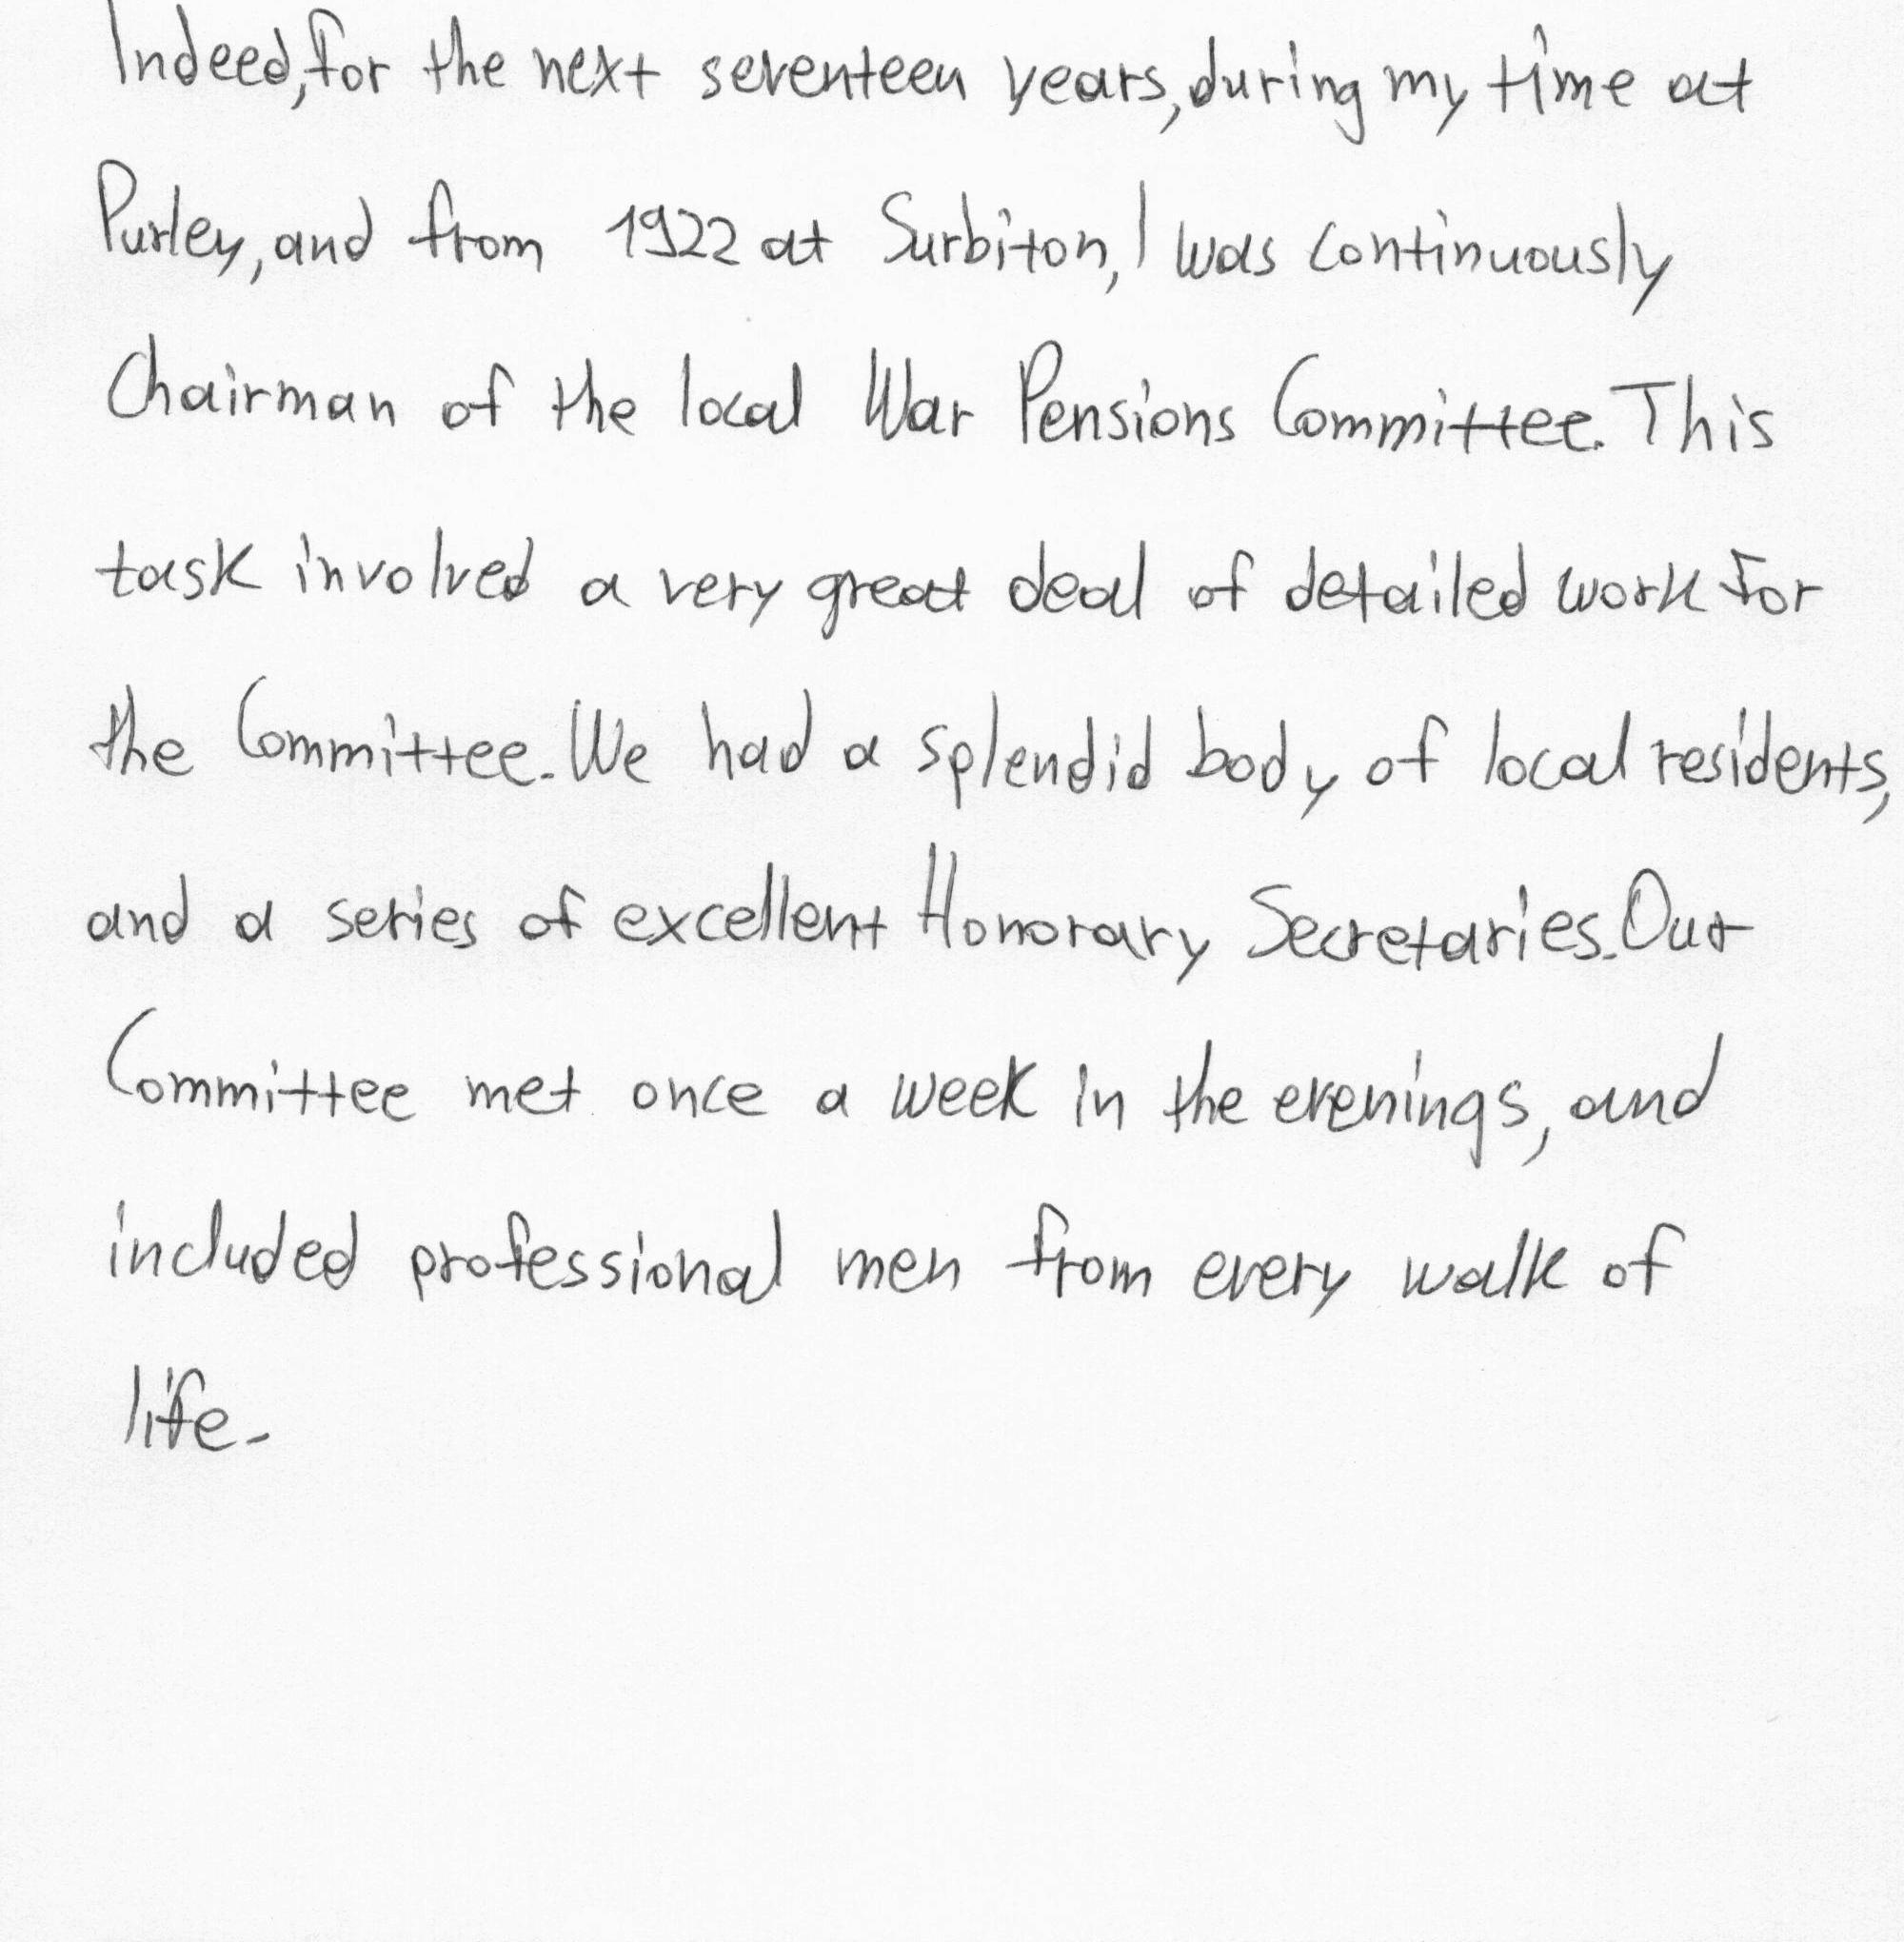 Indeed, for the next seventeen years, during my time at
Purley, and from 1922 at Surbiton, I was continuously
Chairman of the local War Pensions Committee. This
task involved a very great deal of detailed work for
the Committee. We had a splendid body of local residents,
and a series of excellent Honorary Secretaries. Our
Committee met once a week in the evenings, and
included professional men from every walk of
life.